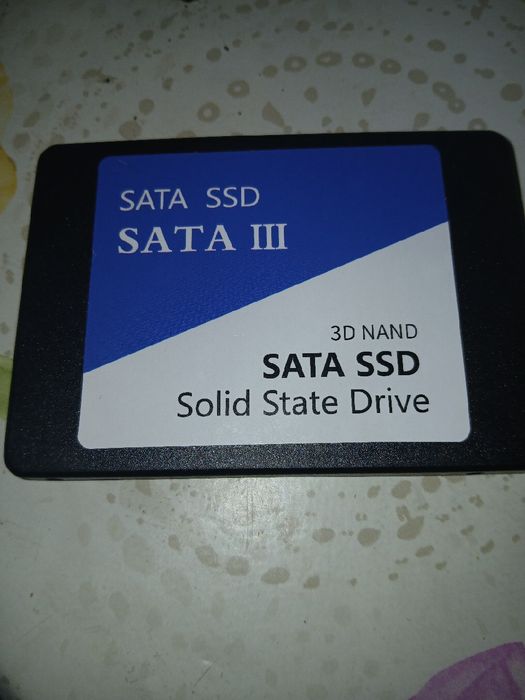 SATA SSD
SATA III
3D NAND
SATA SSD
Solid State Drive